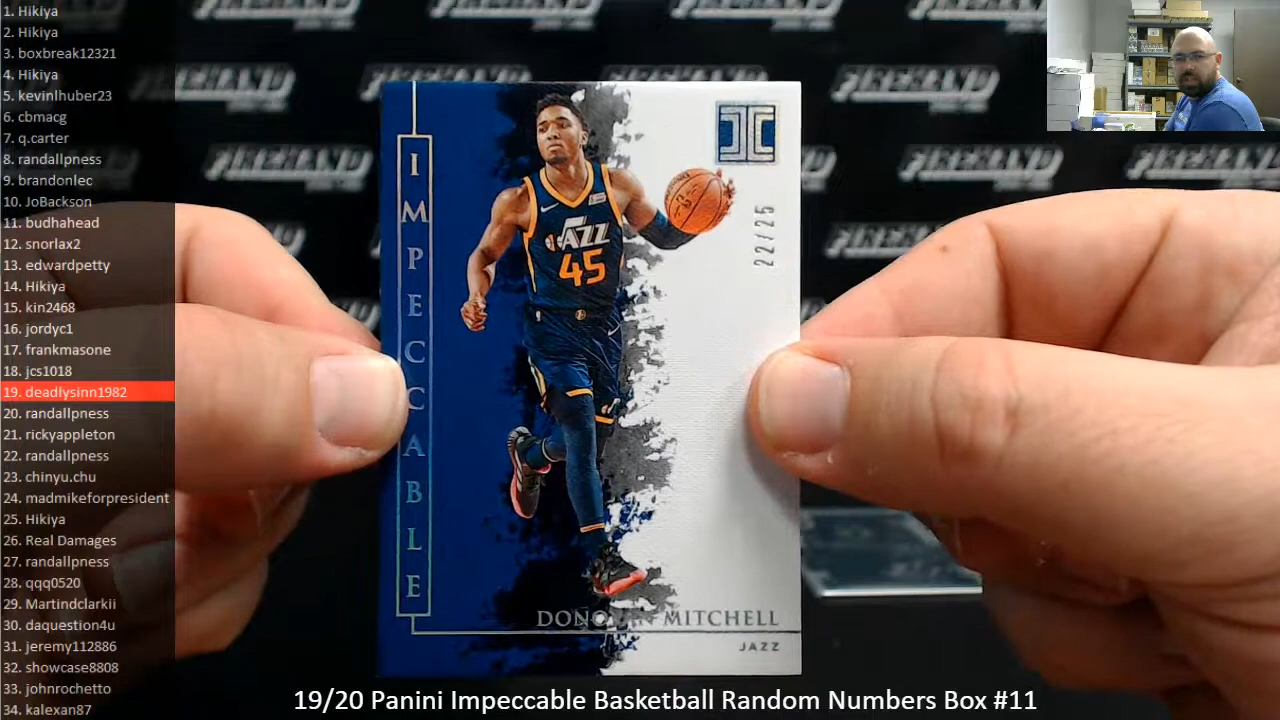 1. Hikiya
2. Hikiya
3. boxbreak12321
4. Hikiya
5. kevinlhuber23
6. cbmacg
7. q.carter
8. randallpness
9. brandonlec
10. JoBackson
11. budhahead
12. snorlax2
13. edwardpetty
14. Hikiya
15. kin2468
16. jordyc1
17. frankmasone
18. jcs1018
19. deadlysinn1982
20. randallpness
21. rickyappleton
22. randallpness
23. chinyu.chu
24. madmikeforpresident
25. Hikiya
26. Real Damages
27. randallpness
28. qqq0520
29. Martindclarkii
30. daquestion4u
31. jeremy112886
32. showcase8808
33. johnrochetto
34. kalexan87
IMPECCABLE
JAZZ
45
22/25
DONOVAN MITCHELL
JAZZ
19/20 Panini Impeccable Basketball Random Numbers Box #11